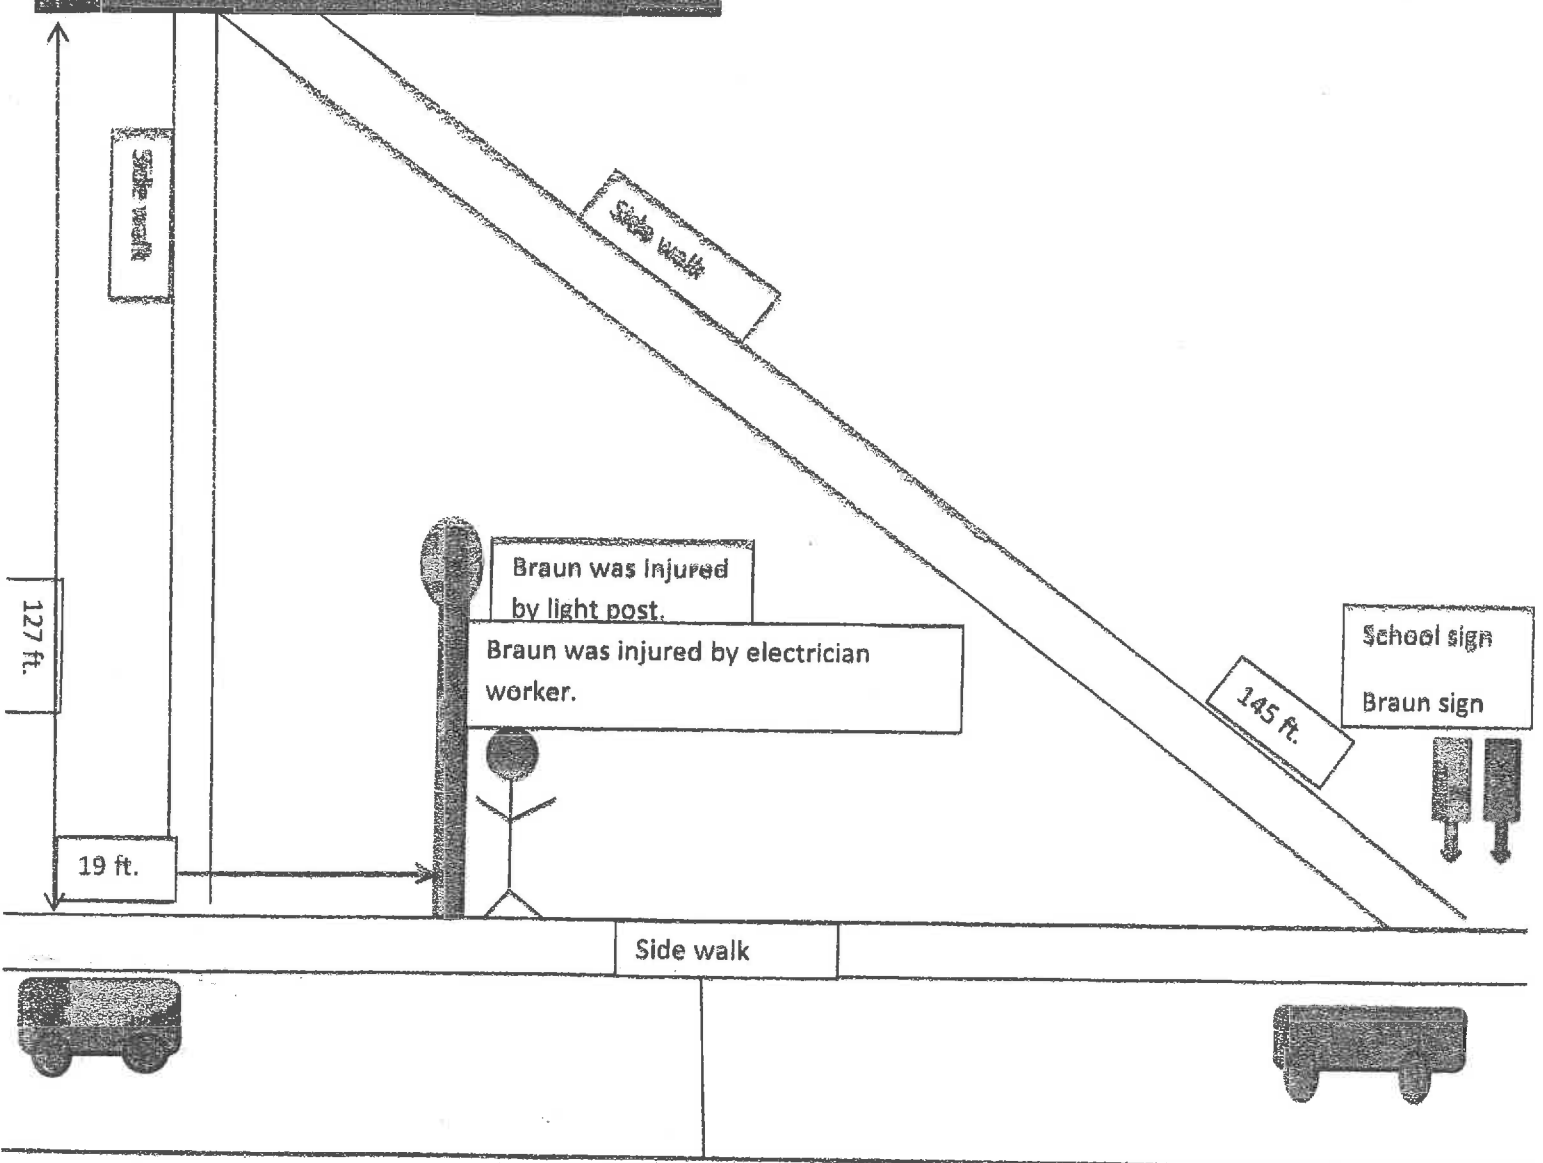 Side walk
Side walk
Braun was injured
by light post.
Braun was injured by electrician
worker.
127 ft.
School sign
Braun sign
145 ft.
19 ft.
Side walk